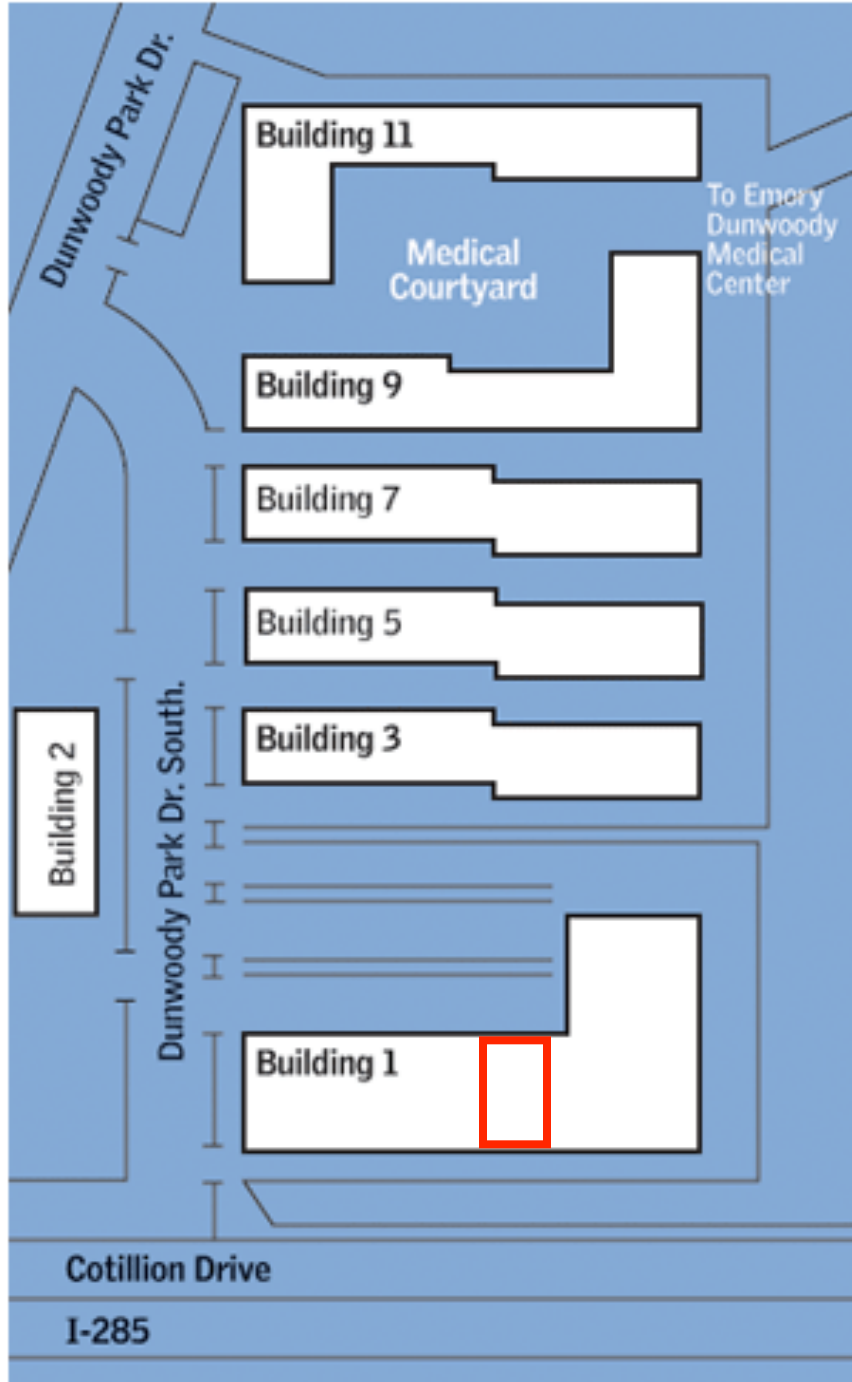 Dunwoody Park Dr.
Building 11
To Emory
Dunwoody
Medical
Center
Medical
Courtyard
Building 9
Building 7
Building 5
Building 3
Building 2
Dunwoody Park Dr. South.
Building 1
Cotillion Drive
I-285